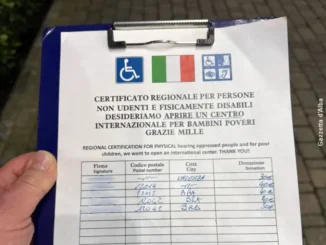 CERTIFICATO REGIONALE PER PERSONE
NON UDENTI E FISICAMENTE DISABILI
DESIDERIAMO APRIRE UN CENTRO
INTERNAZIONALE PER BAMBINI POVERI
GRAZIE MILLE
REGIONAL CERTIFICATION FOR PHYSICAL hearing oppressed people and for poor
children, we want to open an international center. THANK YOU!!
Firma Codice postale Città Donazione
Signature Postal number City
Gazzetta d'Alba